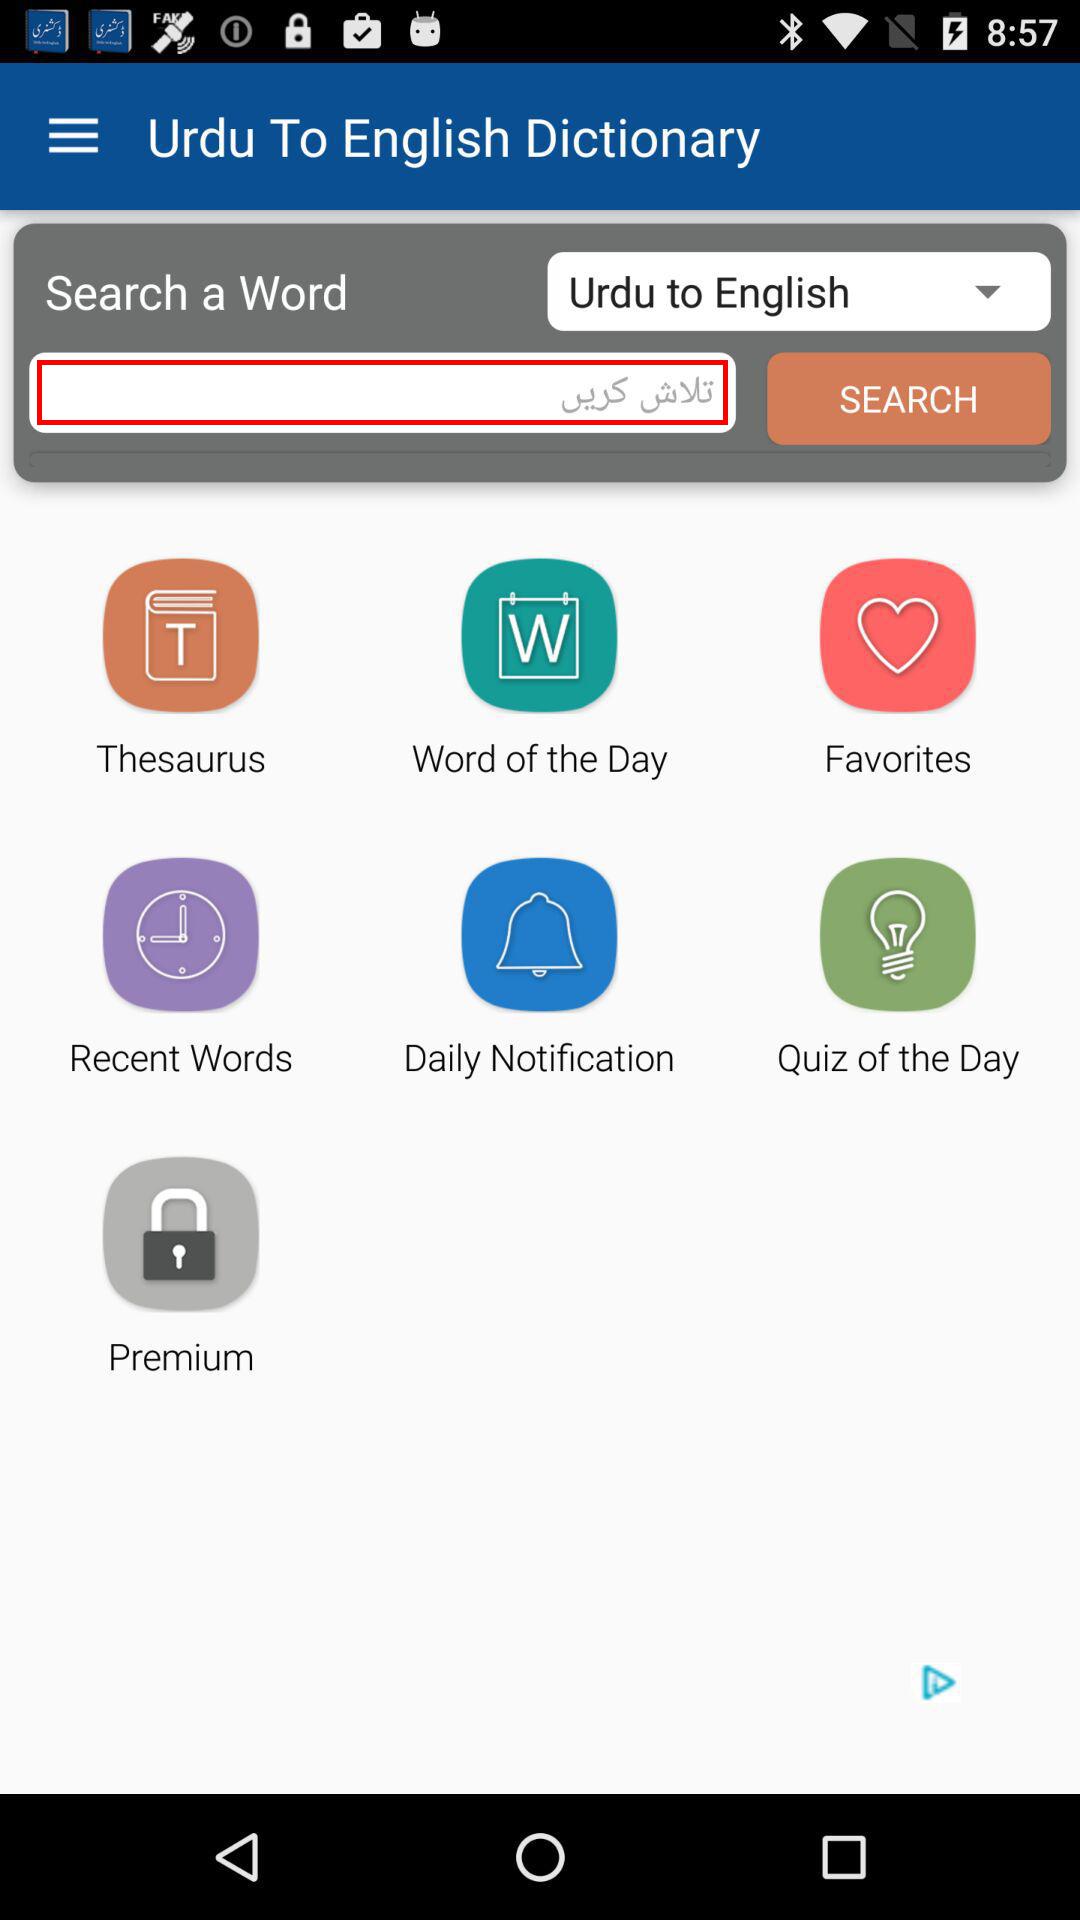 8:57
Urdu To English Dictionary
Search a Word
Urdu to English
تلاش کریں
SEARCH
T
W
Thesaurus
Word of the Day
Favorites
Recent Words
Daily Notification
Quiz of the Day
Premium